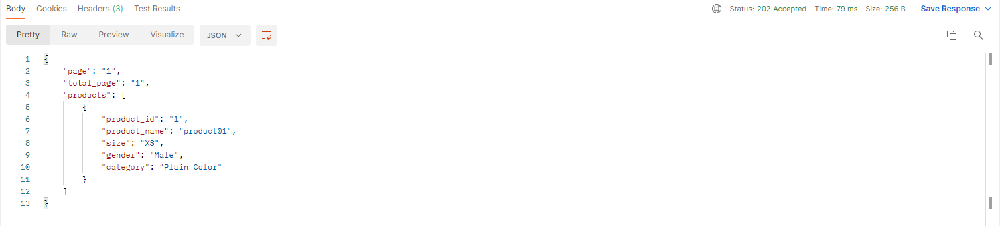 Body Cookies Headers (3) Test Results Status: 202 Accepted Time: 79 ms Size: 256 B Save Response
Pretty Raw Preview Visualize JSON
1 {
2 "page": "1",
3 "total_page": "1",
4 "products": [
5 {
6 "product_id": "1",
7 "product_name": "product01",
8 "size": "XS",
9 "gender": "Male",
10 "category": "Plain Color"
11 }
12 ]
13 }